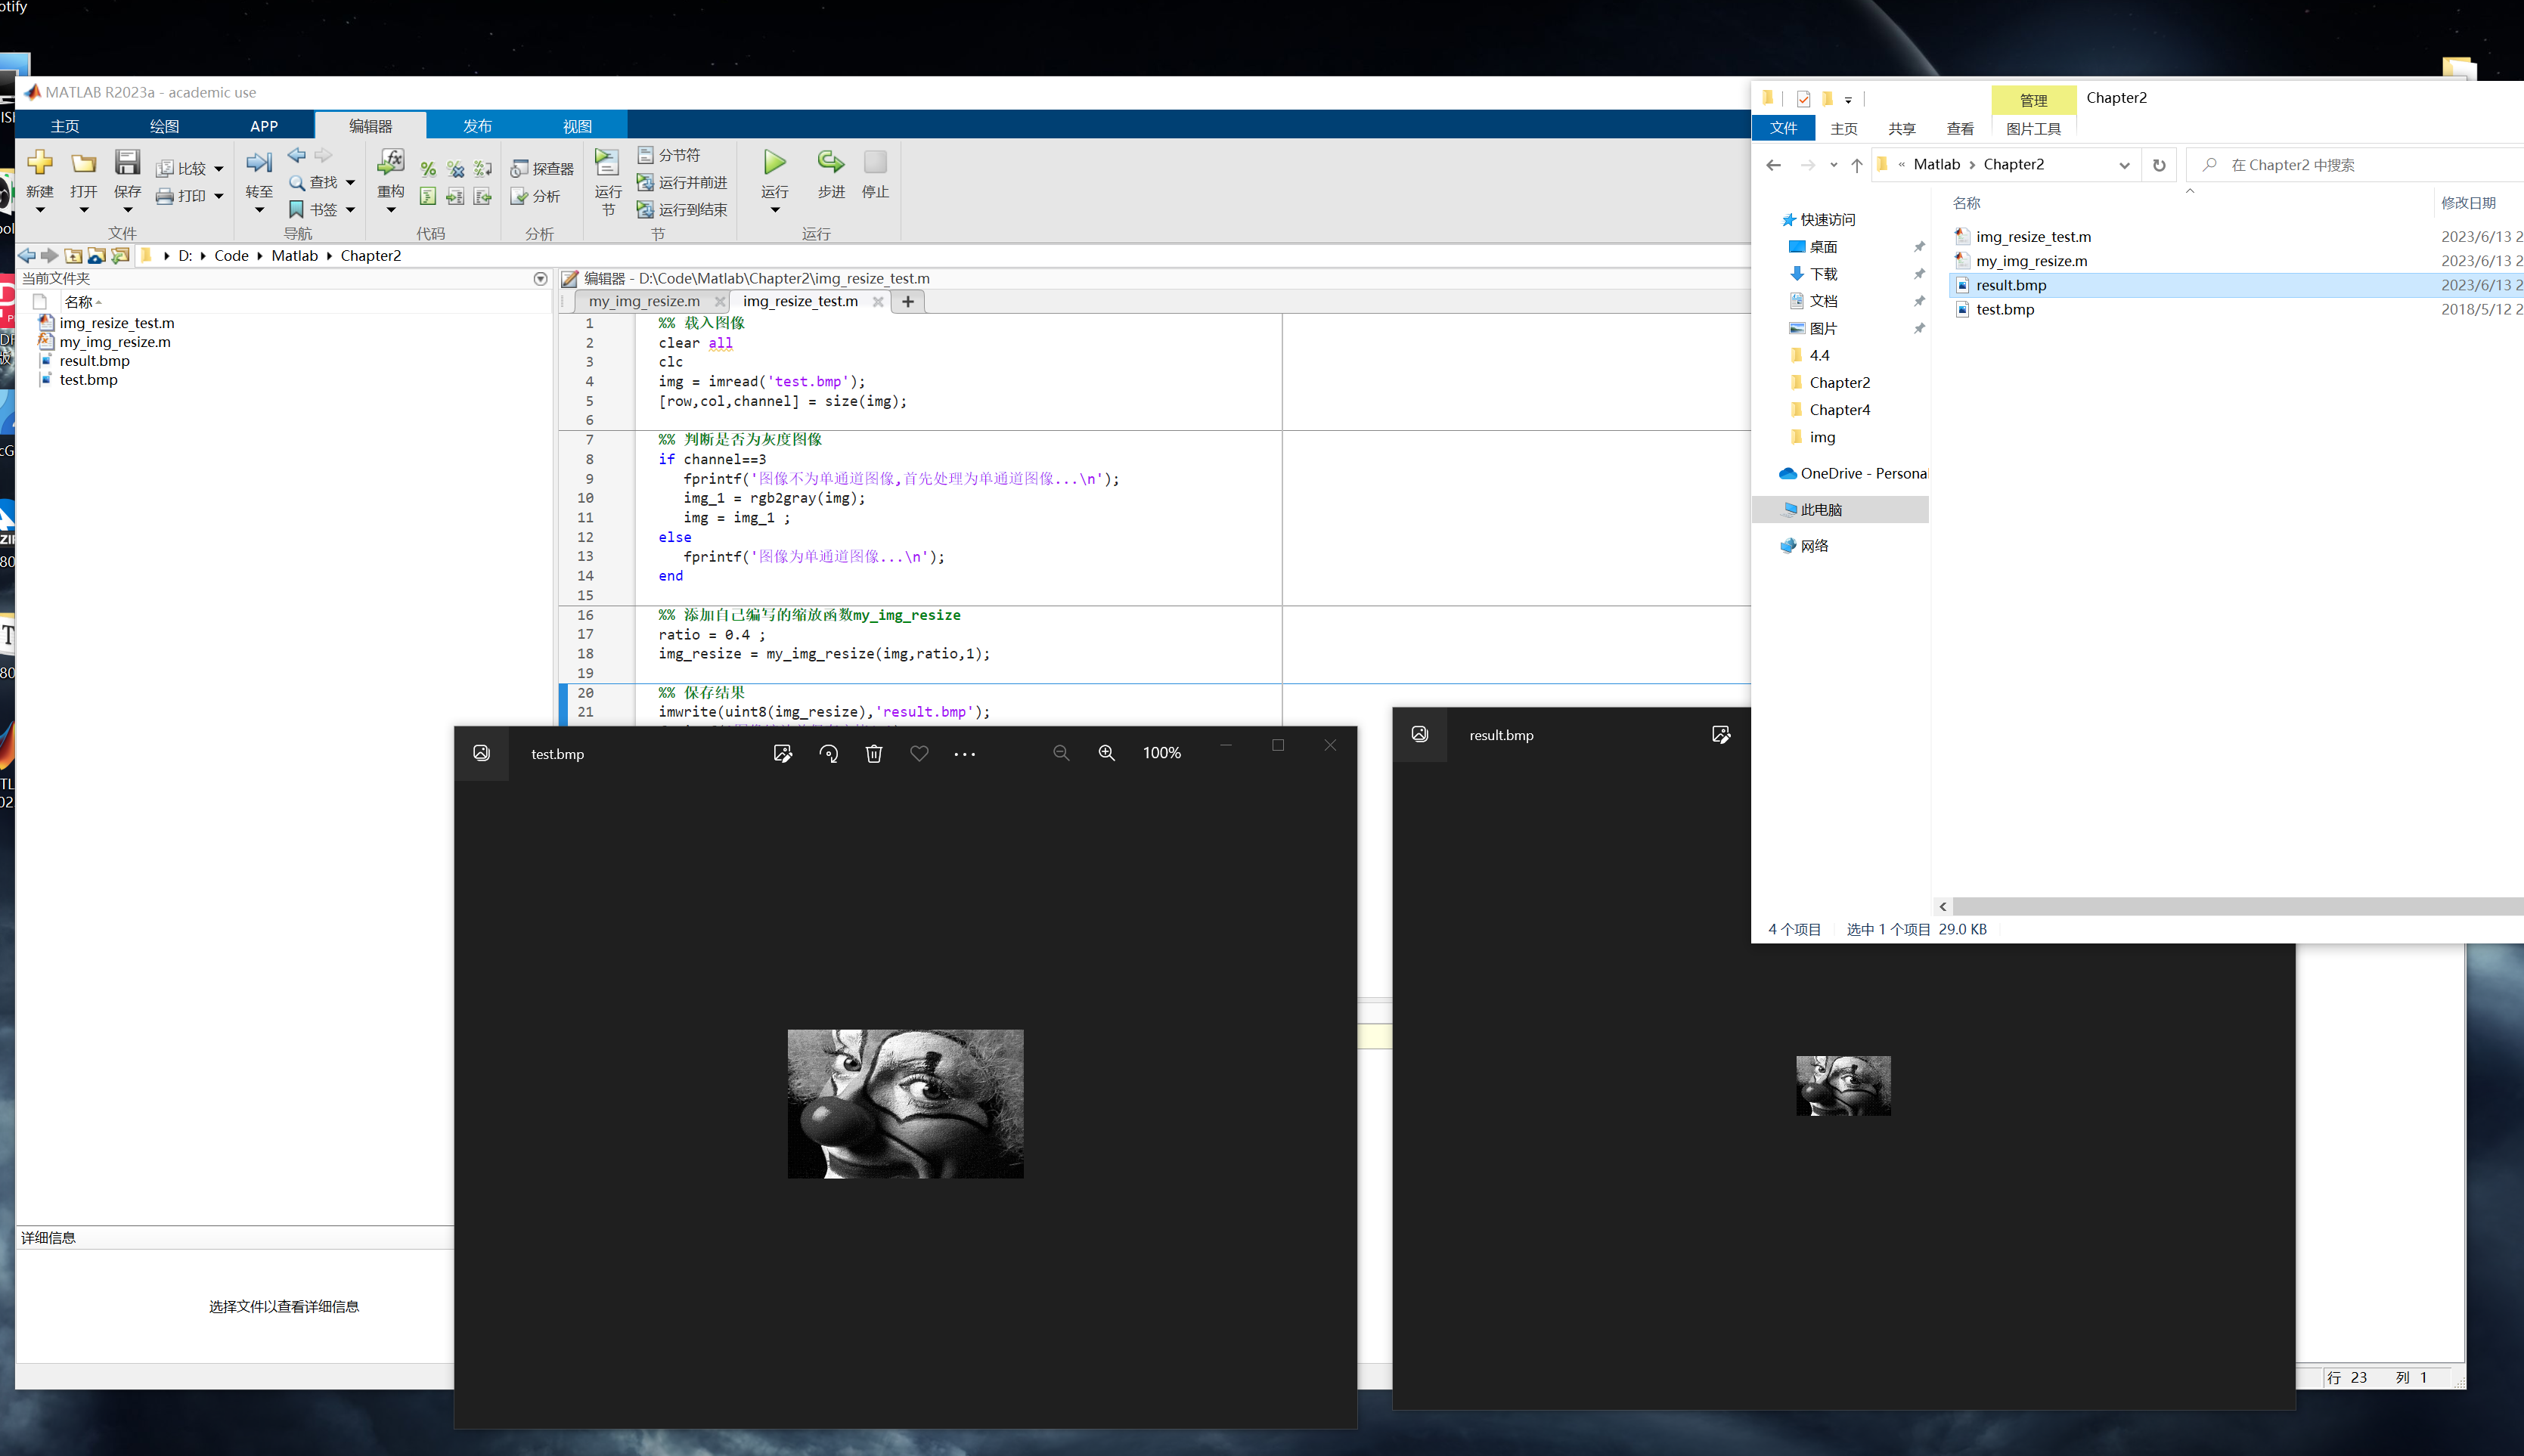 otify
MATLAB R2023a - academic use
主页 绘图 APP 编辑器 发布 视图
新建 打开 保存 比较 打印
转至 查找 书签
重构
探查器 分析
运行节 分节符 运行并前进 运行到结束
运行 步进 停止
文件 导航 代码 分析 节 运行
D: Code Matlab Chapter2
当前文件夹
名称
img_resize_test.m
my_img_resize.m
result.bmp
test.bmp
详细信息
选择文件以查看详细信息
编辑器 - D:\Code\Matlab\Chapter2\img_resize_test.m
my_img_resize.m img_resize_test.m
1 %% 载入图像
2 clear all
3 clc
4 img = imread('test.bmp');
5 [row,col,channel] = size(img);
6
7 %% 判断是否为灰度图像
8 if channel==3
9 fprintf('图像不为单通道图像,首先处理为单通道图像...\n');
10 img_1 = rgb2gray(img);
11 img = img_1 ;
12 else
13 fprintf('图像为单通道图像...\n');
14 end
15
16 %% 添加自己编写的缩放函数my_img_resize
17 ratio = 0.4 ;
18 img_resize = my_img_resize(img,ratio,1);
19
20 %% 保存结果
21 imwrite(uint8(img_resize),'result.bmp');
test.bmp
100%
result.bmp
管理 Chapter2
文件 主页 共享 查看 图片工具
« Matlab Chapter2
在 Chapter2 中搜索
快速访问
桌面
下载
文档
图片
4.4
Chapter2
Chapter4
img
OneDrive - Persona
此电脑
网络
名称 修改日期
img_resize_test.m 2023/6/13 2
my_img_resize.m 2023/6/13 2
result.bmp 2023/6/13 2
test.bmp 2018/5/12 2
4 个项目 选中 1 个项目 29.0 KB
行 23 列 1